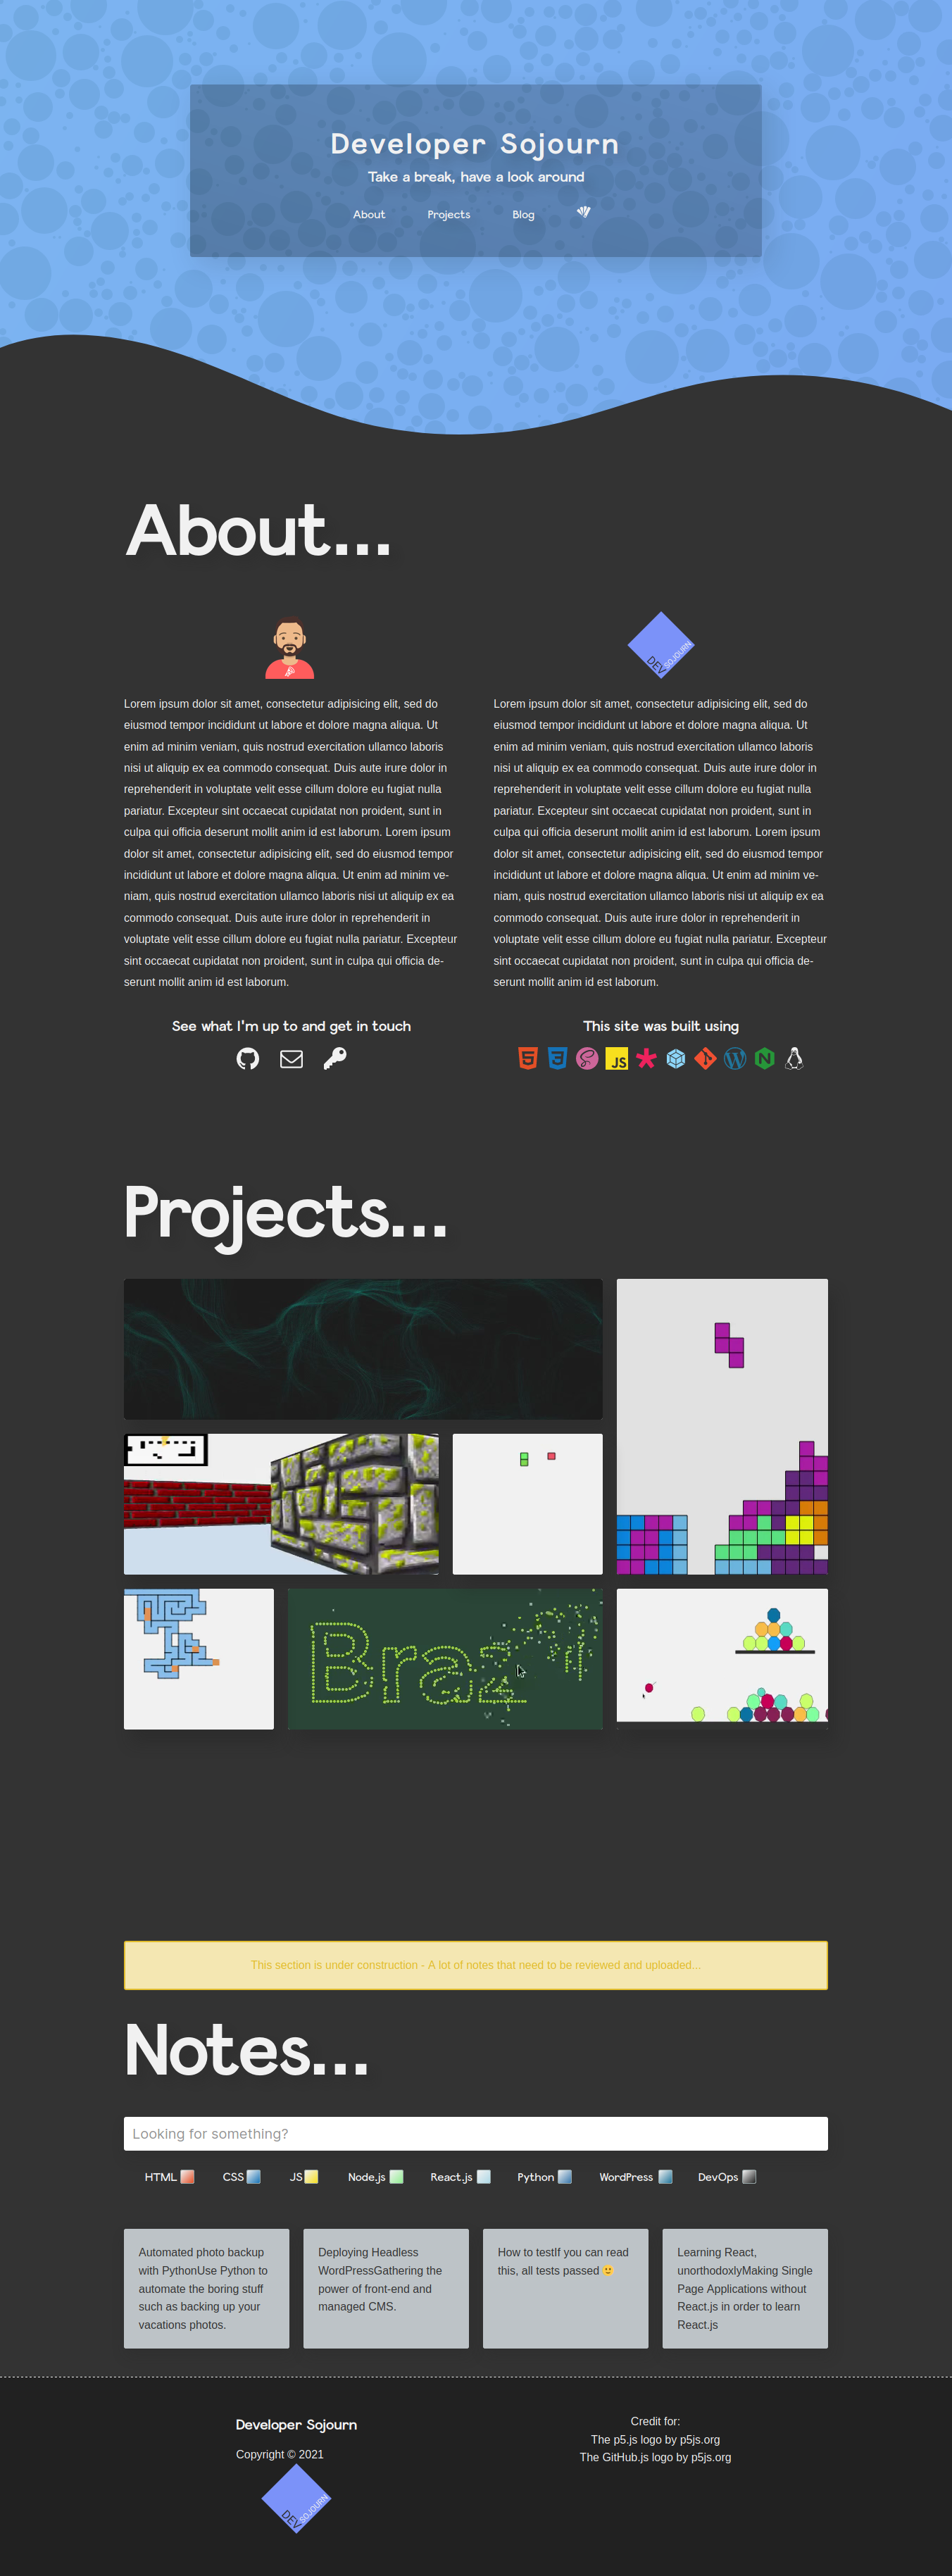 Developer Sojourn
Take a break, have a look around
About Projects Blog
About...
DEV
SOJOURN
Lorem ipsum dolor sit amet, consectetur adipisicing elit, sed do
eiusmod tempor incididunt ut labore et dolore magna aliqua. Ut
enim ad minim veniam, quis nostrud exercitation ullamco laboris
nisi ut aliquip ex ea commodo consequat. Duis aute irure dolor in
reprehenderit in voluptate velit esse cillum dolore eu fugiat nulla
pariatur. Excepteur sint occaecat cupidatat non proident, sunt in
culpa qui officia deserunt mollit anim id est laborum. Lorem ipsum
dolor sit amet, consectetur adipisicing elit, sed do eiusmod tempor
incididunt ut labore et dolore magna aliqua. Ut enim ad minim ve-
niam, quis nostrud exercitation ullamco laboris nisi ut aliquip ex ea
commodo consequat. Duis aute irure dolor in reprehenderit in
voluptate velit esse cillum dolore eu fugiat nulla pariatur. Excepteur
sint occaecat cupidatat non proident, sunt in culpa qui officia de-
serunt mollit anim id est laborum.
See what I'm up to and get in touch
Lorem ipsum dolor sit amet, consectetur adipisicing elit, sed do
eiusmod tempor incididunt ut labore et dolore magna aliqua. Ut
enim ad minim veniam, quis nostrud exercitation ullamco laboris
nisi ut aliquip ex ea commodo consequat. Duis aute irure dolor in
reprehenderit in voluptate velit esse cillum dolore eu fugiat nulla
pariatur. Excepteur sint occaecat cupidatat non proident, sunt in
culpa qui officia deserunt mollit anim id est laborum. Lorem ipsum
dolor sit amet, consectetur adipisicing elit, sed do eiusmod tempor
incididunt ut labore et dolore magna aliqua. Ut enim ad minim ve-
niam, quis nostrud exercitation ullamco laboris nisi ut aliquip ex ea
commodo consequat. Duis aute irure dolor in reprehenderit in
voluptate velit esse cillum dolore eu fugiat nulla pariatur. Excepteur
sint occaecat cupidatat non proident, sunt in culpa qui officia de-
serunt mollit anim id est laborum.
This site was built using
5 3 JS W N
Projects...
Braz
This section is under construction - A lot of notes that need to be reviewed and uploaded...
Notes...
Looking for something?
HTML CSS JS Node.js React.js Python WordPress DevOps
Automated photo backup
with PythonUse Python to
automate the boring stuff
such as backing up your
vacations photos.
Deploying Headless
WordPressGathering the
power of front-end and
managed CMS.
How to testIf you can read
this, all tests passed 🙂
Learning React,
unorthodoxlyMaking Single
Page Applications without
React.js in order to learn
React.js
Developer Sojourn
Copyright © 2021
DEV
SOJOURN
Credit for:
The p5.js logo by p5js.org
The GitHub.js logo by p5js.org